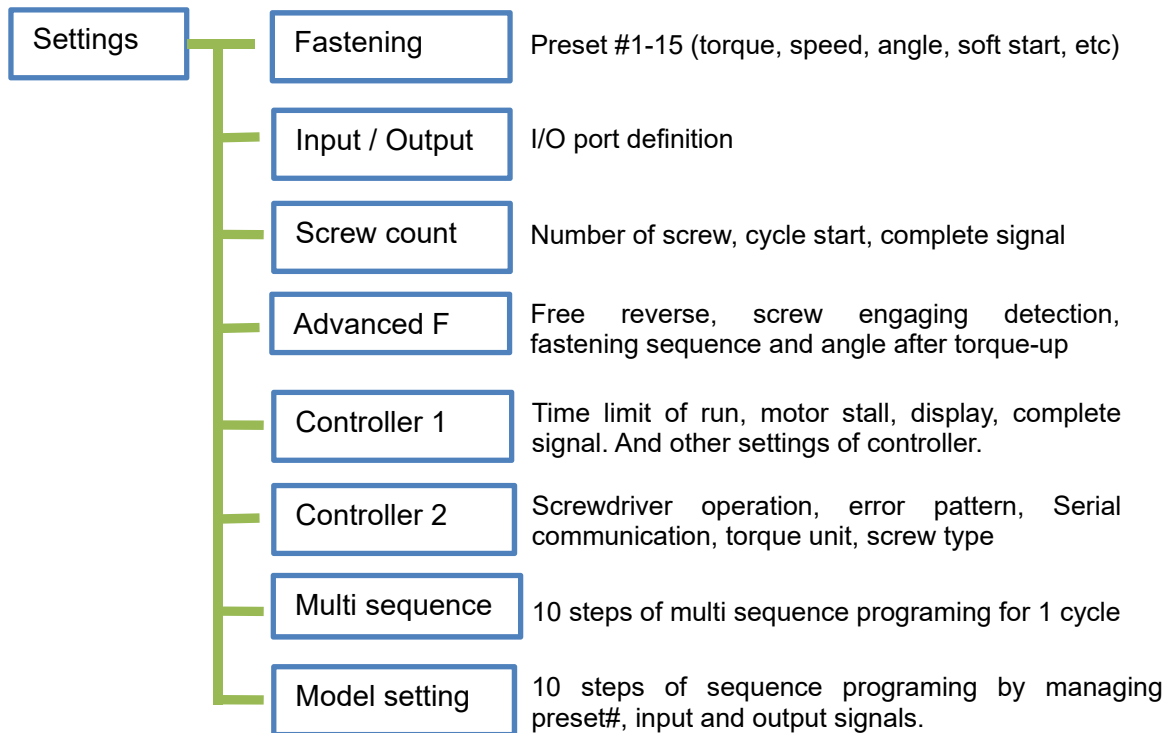 Settings
Fastening
Preset #1-15 (torque, speed, angle, soft start, etc)
Input / Output
I/O port definition
Screw count
Number of screw, cycle start, complete signal
Advanced F
Free reverse, screw engaging detection,
fastening sequence and angle after torque-up
Controller 1
Time limit of run, motor stall, display, complete
signal. And other settings of controller.
Controller 2
Screwdriver operation, error pattern, Serial
communication, torque unit, screw type
Multi sequence
10 steps of multi sequence programing for 1 cycle
Model setting
10 steps of sequence programing by managing
preset#, input and output signals.